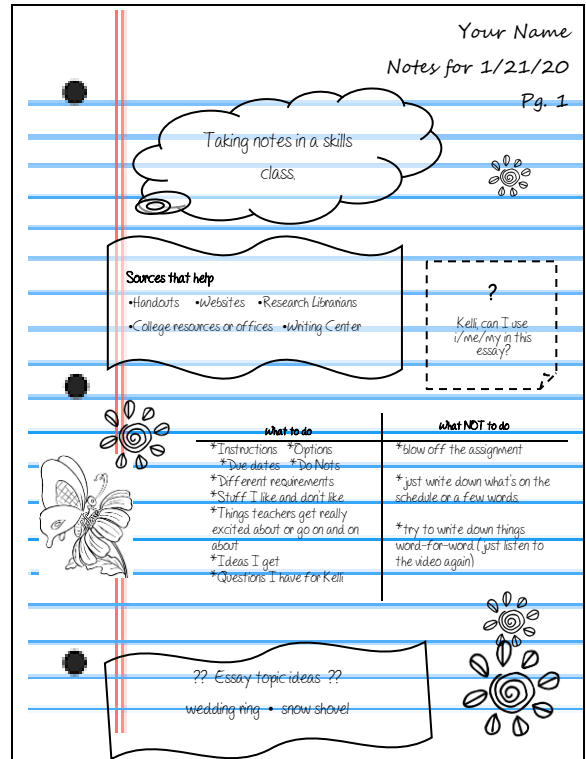 Your Name
Notes for 1/21/20
Pg. 1
Taking notes in a skills
class.
Sources that help
•Handouts •Websites •Research Librarians
•College resources or offices •Writing Center
?
Kelli, can I use
i/me/my in this
essay?
What to do
*Instructions *Options
*Due dates *Do Nots
*Different requirements
*Stuff I like and don't like
*Things teachers get really
excited about or go on and on
about
*Ideas I get
*Questions I have for Kelli
What NOT to do
*blow off the assignment
*just write down what's on the
schedule or a few words.
*try to write down things
word-for-word (just listen to
the video again)
?? Essay topic ideas ??
wedding ring • snow shovel